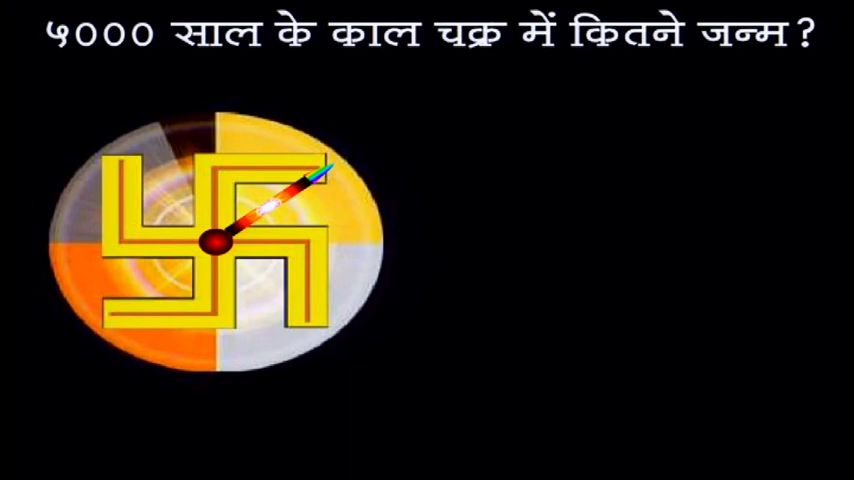 ५००० साल के काल चक्र में कितने जन्म?